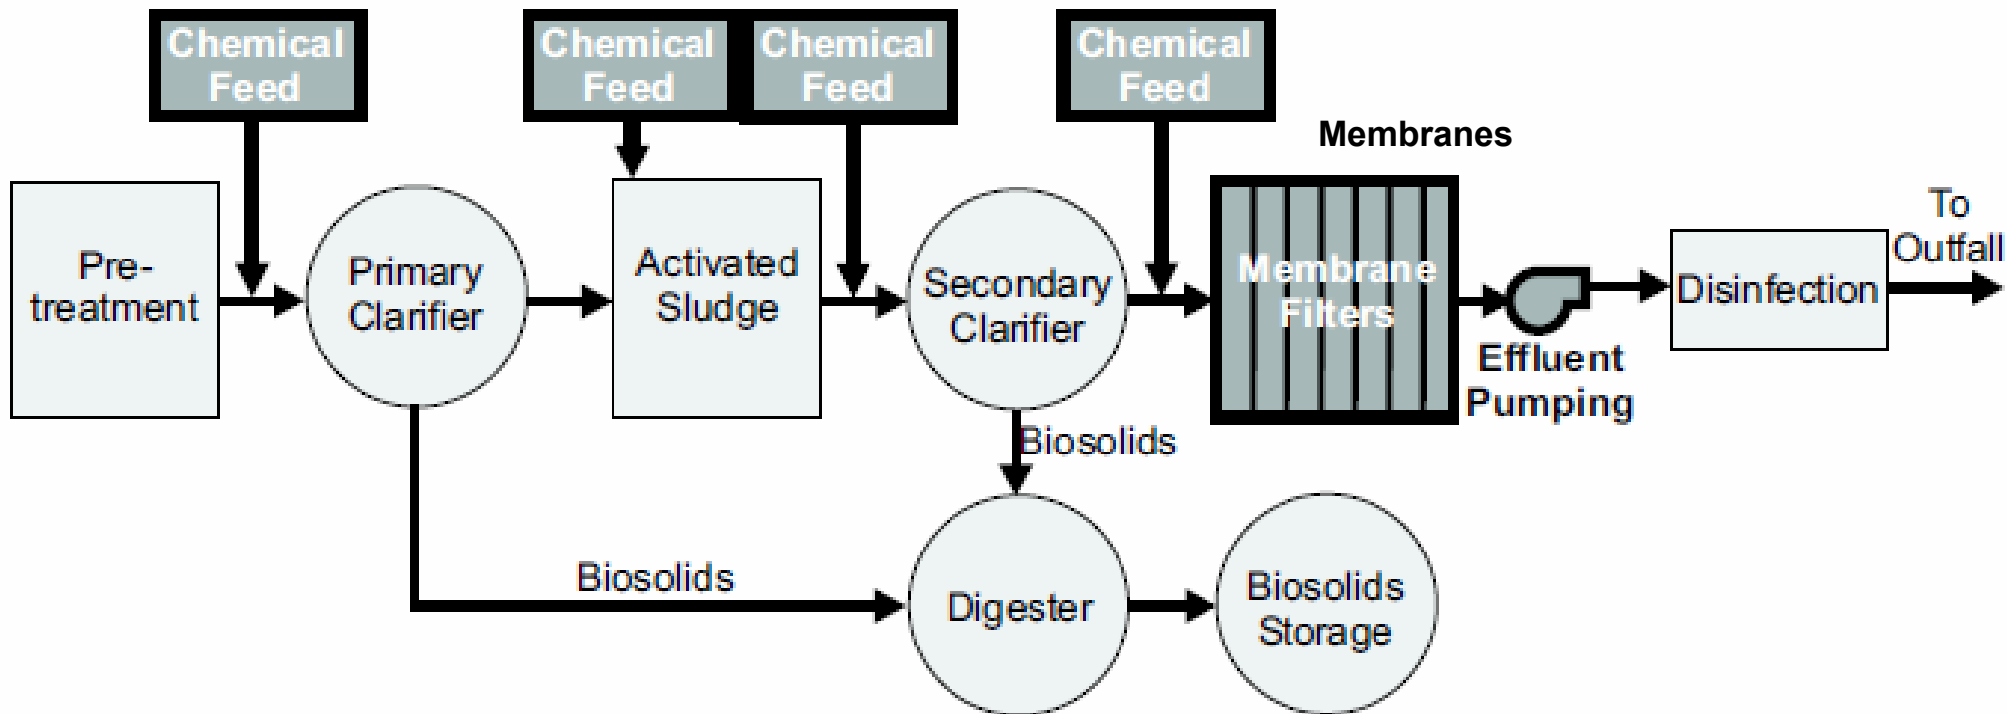 Chemical
Feed
Chemical
Feed
Chemical
Feed
Chemical
Feed
Membranes
Pre-
treatment
Primary
Clarifier
Activated
Sludge
Secondary
Clarifier
Membrane
Filters
Effluent
Pumping
Disinfection
To
Outfall
Biosolids
Biosolids
Digester
Biosolids
Storage